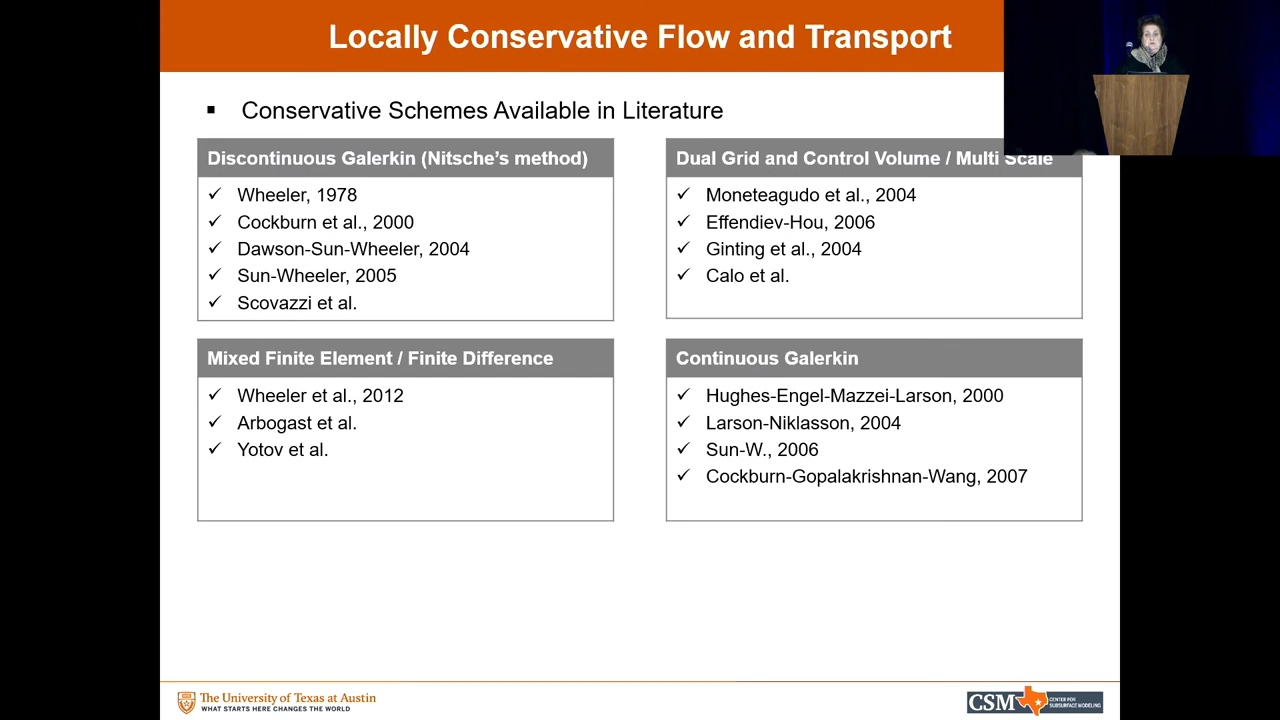 Locally Conservative Flow and Transport
Conservative Schemes Available in Literature
Discontinuous Galerkin (Nitsche's method)
Wheeler, 1978
Cockburn et al., 2000
Dawson-Sun-Wheeler, 2004
Sun-Wheeler, 2005
Scovazzi et al.
Dual Grid and Control Volume / Multi Scale
Moneteagudo et al., 2004
Effendiev-Hou, 2006
Ginting et al., 2004
Calo et al.
Mixed Finite Element / Finite Difference
Wheeler et al., 2012
Arbogast et al.
Yotov et al.
Continuous Galerkin
Hughes-Engel-Mazzei-Larson, 2000
Larson-Niklasson, 2004
Sun-W., 2006
Cockburn-Gopalakrishnan-Wang, 2007
The University of Texas at Austin
WHAT STARTS HERE CHANGES THE WORLD
CSM
CENTER FOR
SUBSURFACE MODELING